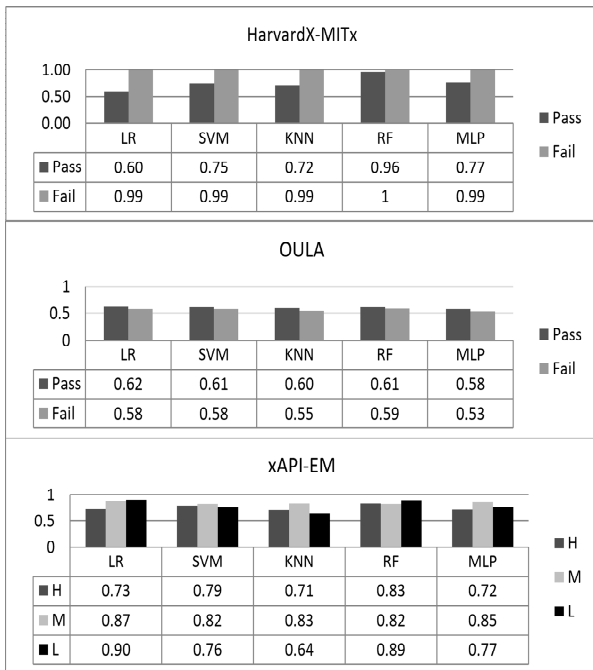 HarvardX-MITx
1.00
0.50
0.00
LR SVM KNN RF MLP
Pass 0.60 0.75 0.72 0.96 0.77
Fail 0.99 0.99 0.99 1 0.99
Pass
Fail
OULA
1
0.5
0
LR SVM KNN RF MLP
Pass 0.62 0.61 0.60 0.61 0.58
Fail 0.58 0.58 0.55 0.59 0.53
Pass
Fail
xAPI-EM
1
0.5
0
LR SVM KNN RF MLP
H 0.73 0.79 0.71 0.83 0.72
M 0.87 0.82 0.83 0.82 0.85
L 0.90 0.76 0.64 0.89 0.77
H
M
L